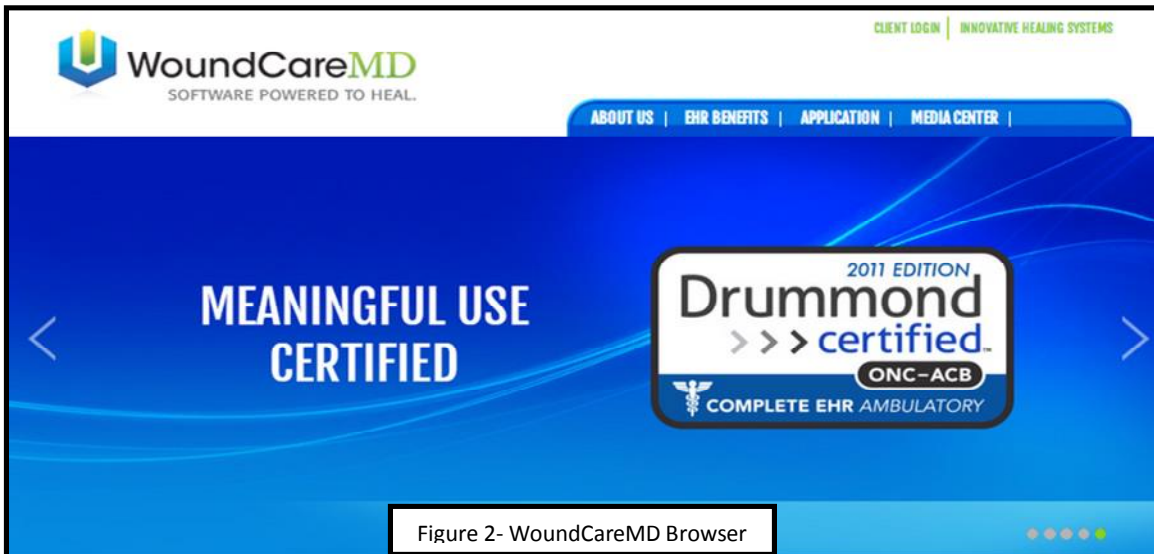 CLIENT LOGIN | INNOVATIVE HEALING SYSTEMS
WoundCareMD
SOFTWARE POWERED TO HEAL.
ABOUT US | EHR BENEFITS | APPLICATION | MEDIA CENTER |
MEANINGFUL USE
CERTIFIED
2011 EDITION
Drummond
>>> certified™
ONC-ACB
COMPLETE EHR AMBULATORY
Figure 2- WoundCareMD Browser